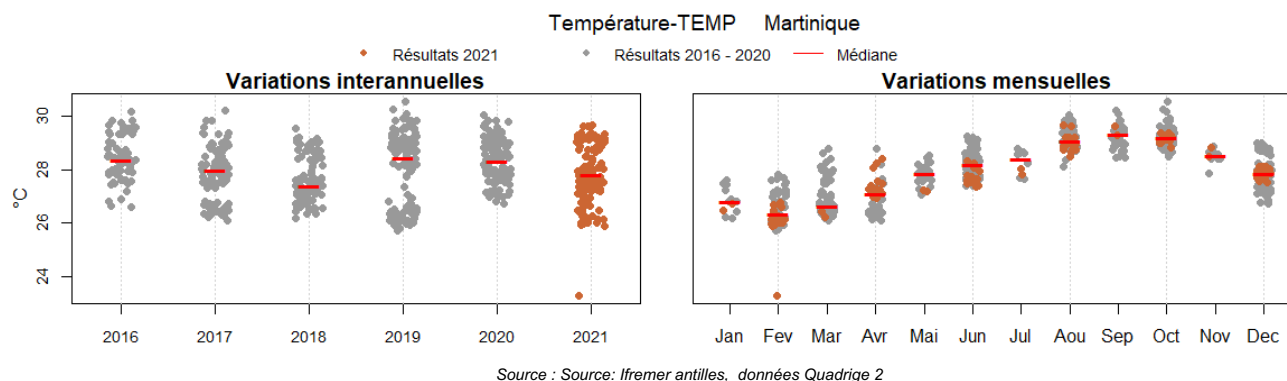 Température-TEMP Martinique
Résultats 2021 Résultats 2016 - 2020 Médiane
Variations interannuelles
Variations mensuelles
°C
30
28
26
24
2016 2017 2018 2019 2020 2021
Jan Fev Mar Avr Mai Jun Jul Aou Sep Oct Nov Dec
Source : Source: Ifremer antilles, données Quadrige 2